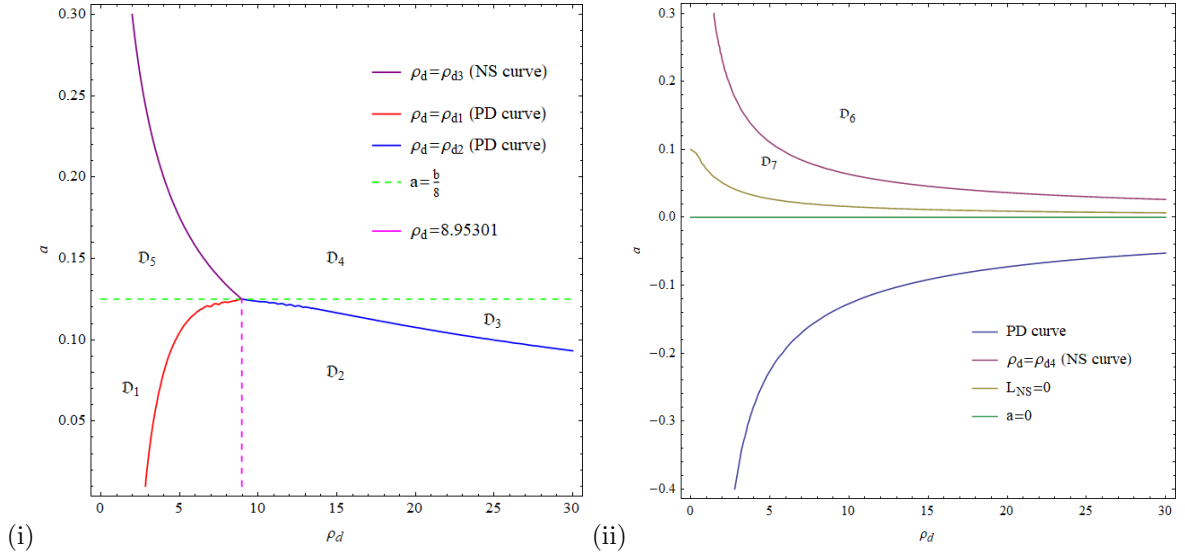 0.30
0.25
0.20
0.15
0.10
0.05
a
ρd=ρd3 (NS curve)
ρd=ρd1 (PD curve)
ρd=ρd2 (PD curve)
a=b/8
ρd=8.95301
D5
D4
D3
D1
D2
0 5 10 15 20 25 30
ρd
(i)
0.3
0.2
0.1
0.0
-0.1
-0.2
-0.3
-0.4
a
D6
D7
PD curve
ρd=ρd4 (NS curve)
LNS=0
a=0
0 5 10 15 20 25 30
ρd
(ii)